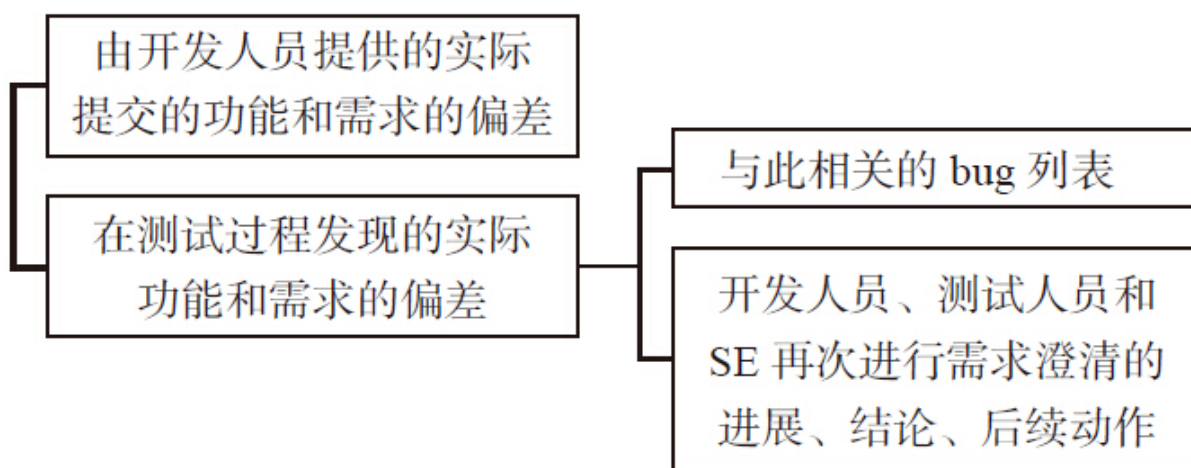 由开发人员提供的实际
提交的功能和需求的偏差
在测试过程发现的实际
功能和需求的偏差
与此相关的 bug 列表
开发人员、测试人员和
SE 再次进行需求澄清的
进展、结论、后续动作